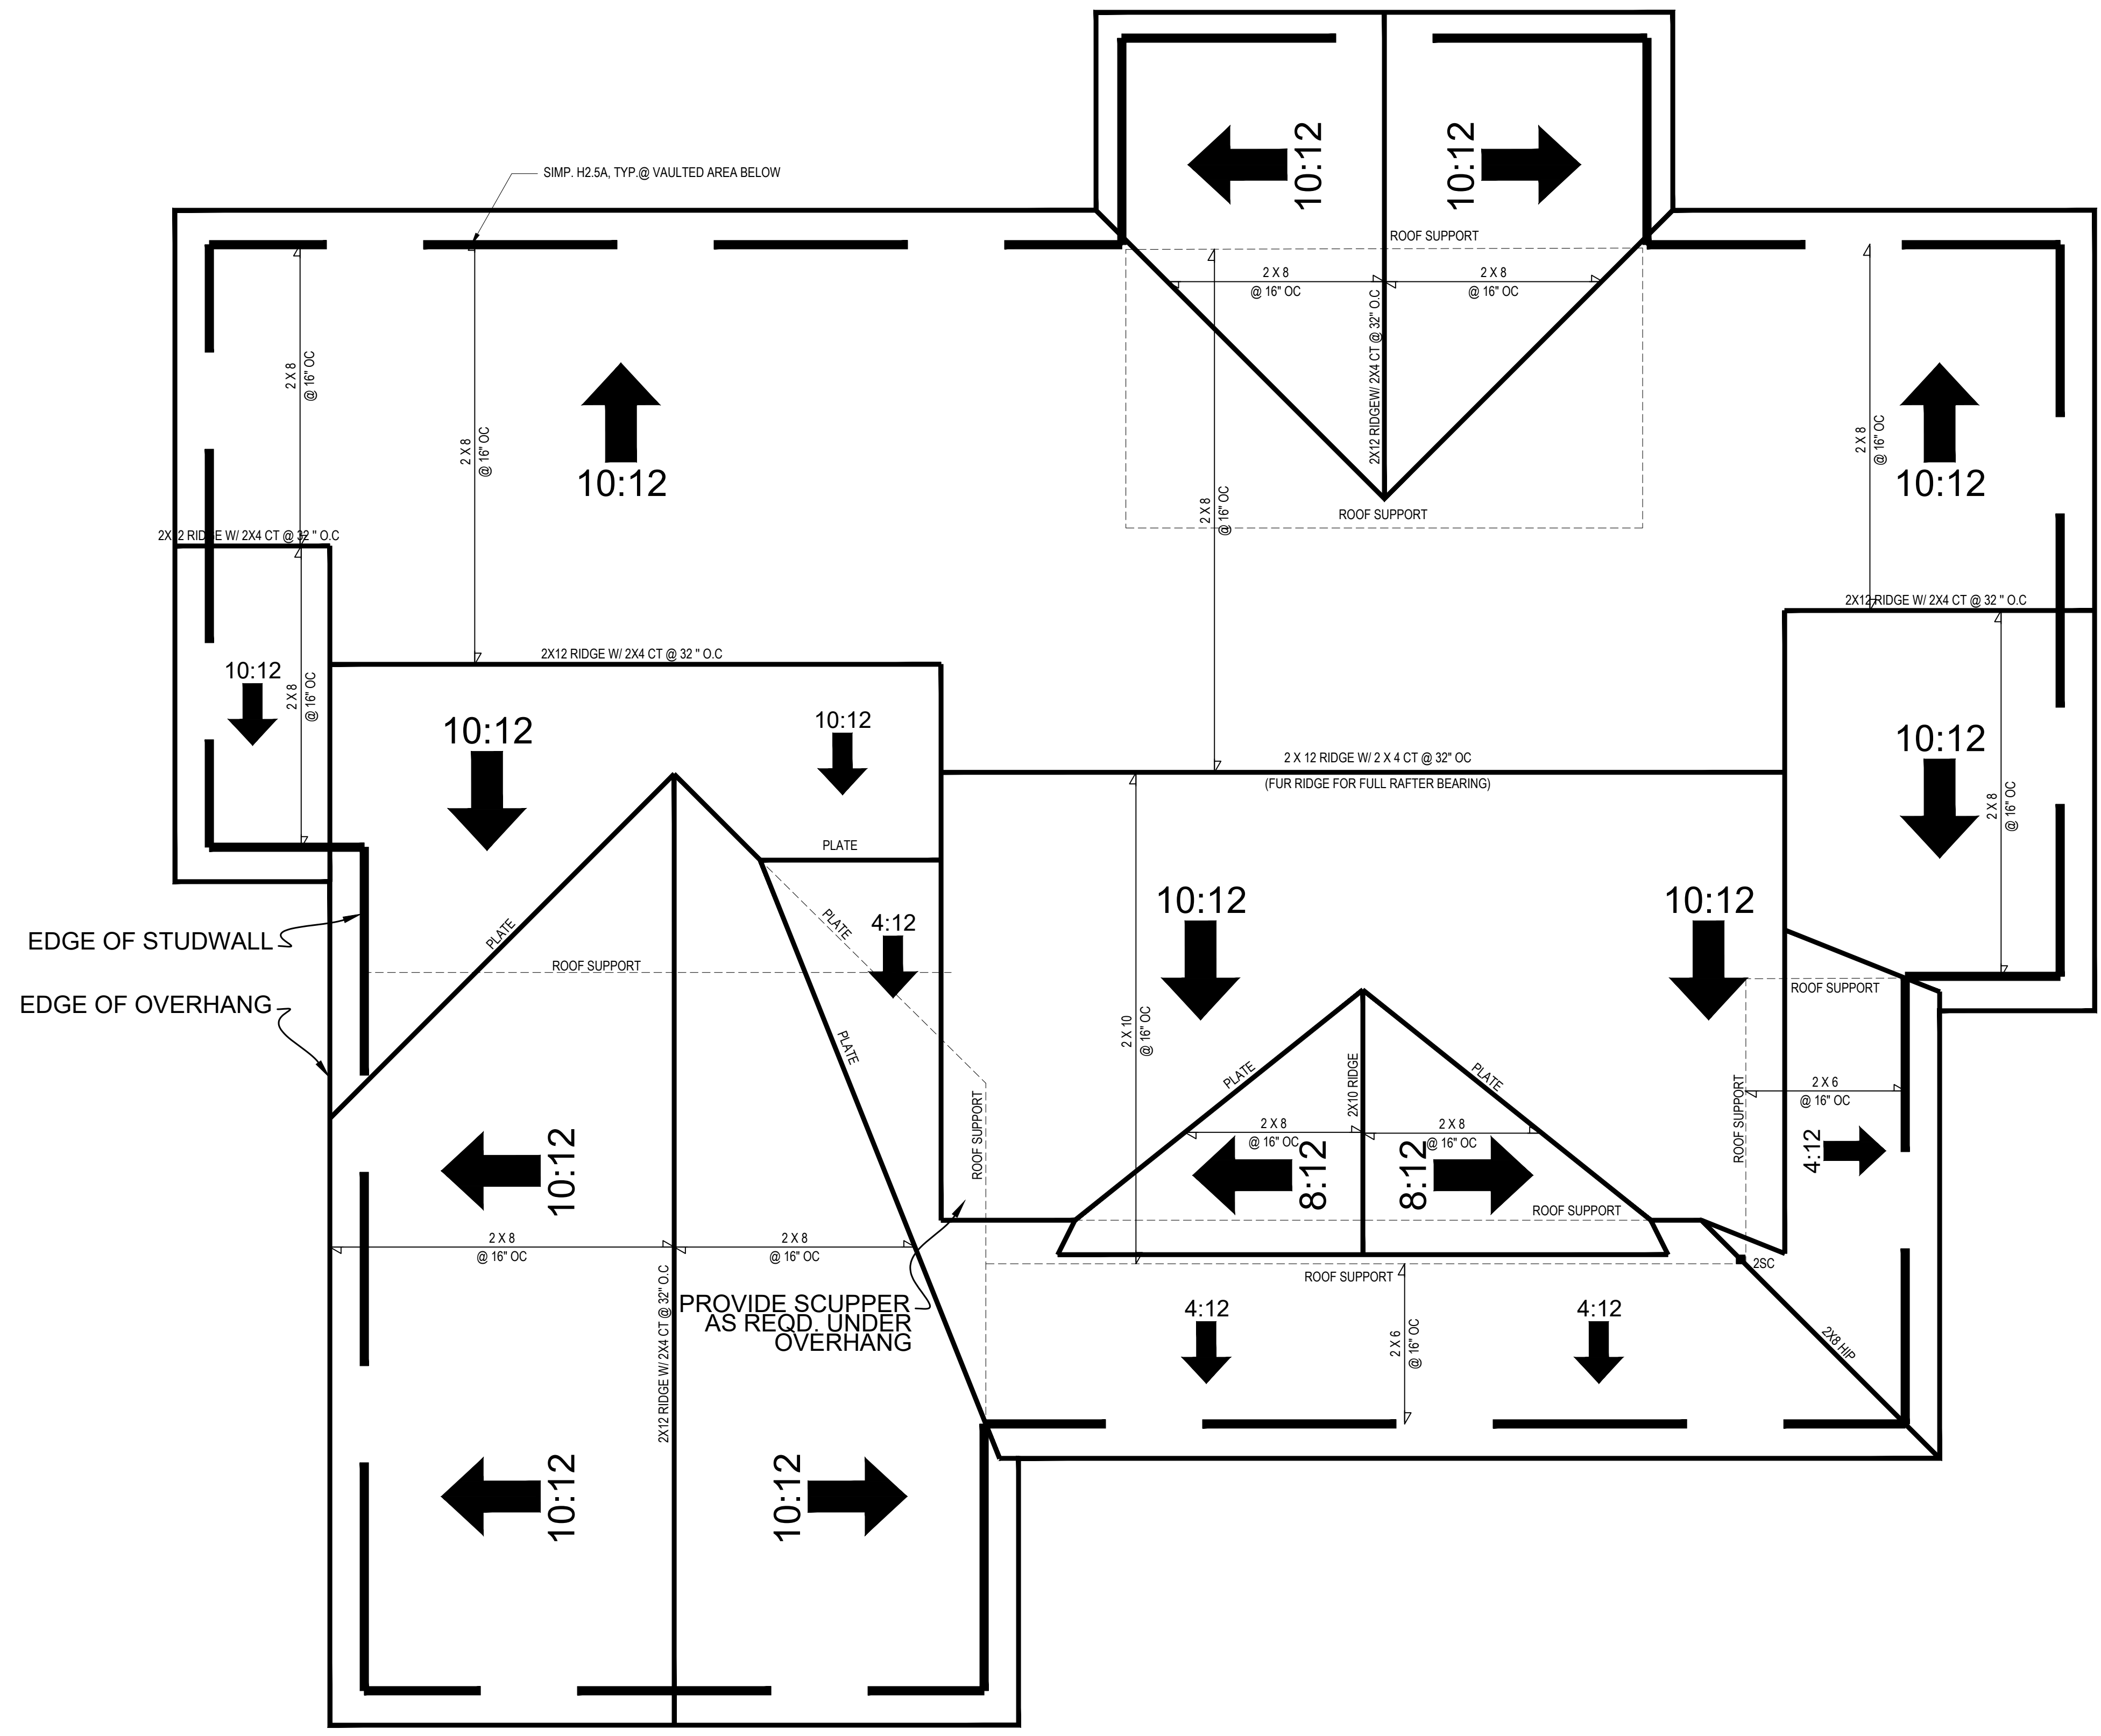 10:12
10:12
SIMP. H2.5A, TYP.@ VAULTED AREA BELOW
ROOF SUPPORT
2 X 8
@ 16" OC
2 X 8
@ 16" OC
2X12 RIDGEW/ 2X4 CT @ 32" O.C
ROOF SUPPORT
2 X 8
@ 16" OC
2 X 8
@ 16" OC
10:12
2 X 8
@ 16" OC
2 X 8
@ 16" OC
10:12
2X12 RIDGE W/ 2X4 CT @ 32 " O.C
2X12 RIDGE W/ 2X4 CT @ 32 " O.C
2X12 RIDGE W/ 2X4 CT @ 32 " O.C
10:12
2 X 8
@ 16" OC
10:12
10:12
2 X 12 RIDGE W/ 2 X 4 CT @ 32" OC
(FUR RIDGE FOR FULL RAFTER BEARING)
10:12
2 X 8
@ 16" OC
PLATE
10:12
10:12
PLATE
PLATE
4:12
EDGE OF STUDWALL
ROOF SUPPORT
ROOF SUPPORT
EDGE OF OVERHANG
PLATE
2 X 10
@ 16" OC
PLATE
2X10 RIDGE
PLATE
2 X 6
@ 16" OC
ROOF SUPPORT
ROOF SUPPORT
2 X 8
@ 16" OC
2 X 8
@ 16" OC
10:12
8:12
8:12
4:12
ROOF SUPPORT
2 X 8
@ 16" OC
2 X 8
@ 16" OC
2SC
ROOF SUPPORT
PROVIDE SCUPPER
AS REQD. UNDER
OVERHANG
4:12
4:12
2 X 6
@ 16" OC
2X8 HIP
2X12 RIDGE W/ 2X4 CT @ 32" O.C
10:12
10:12